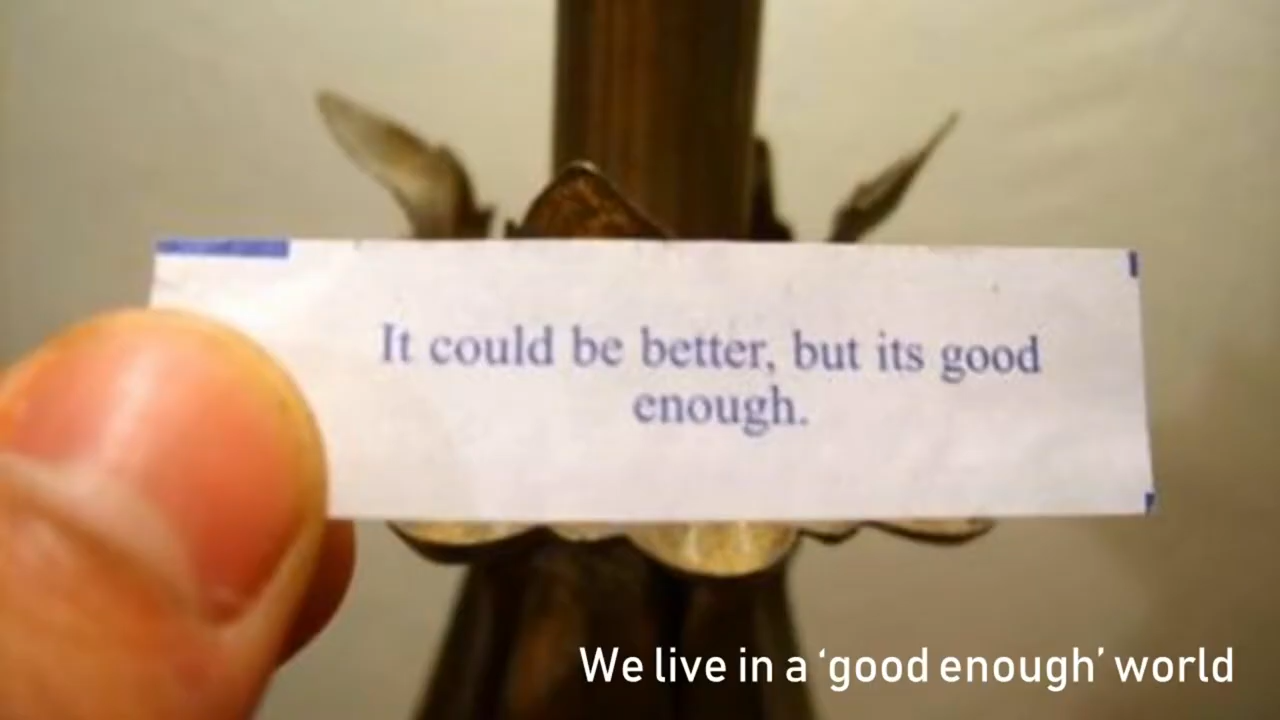 It could be better, but its good
enough.
We live in a ‘good enough’ world